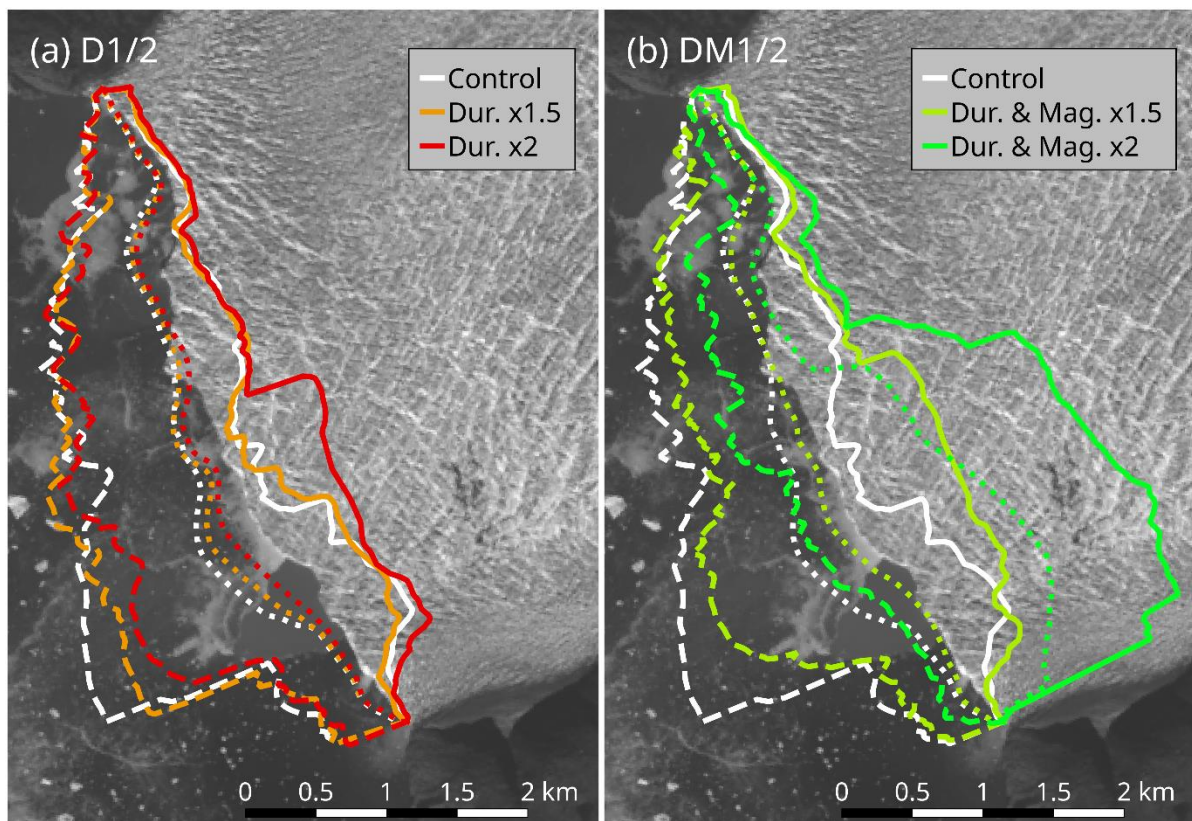 (a) D1/2
Control
Dur. x1.5
Dur. x2
0 0.5 1 1.5 2 km
(b) DM1/2
Control
Dur. & Mag. x1.5
Dur. & Mag. x2
0 0.5 1 1.5 2 km